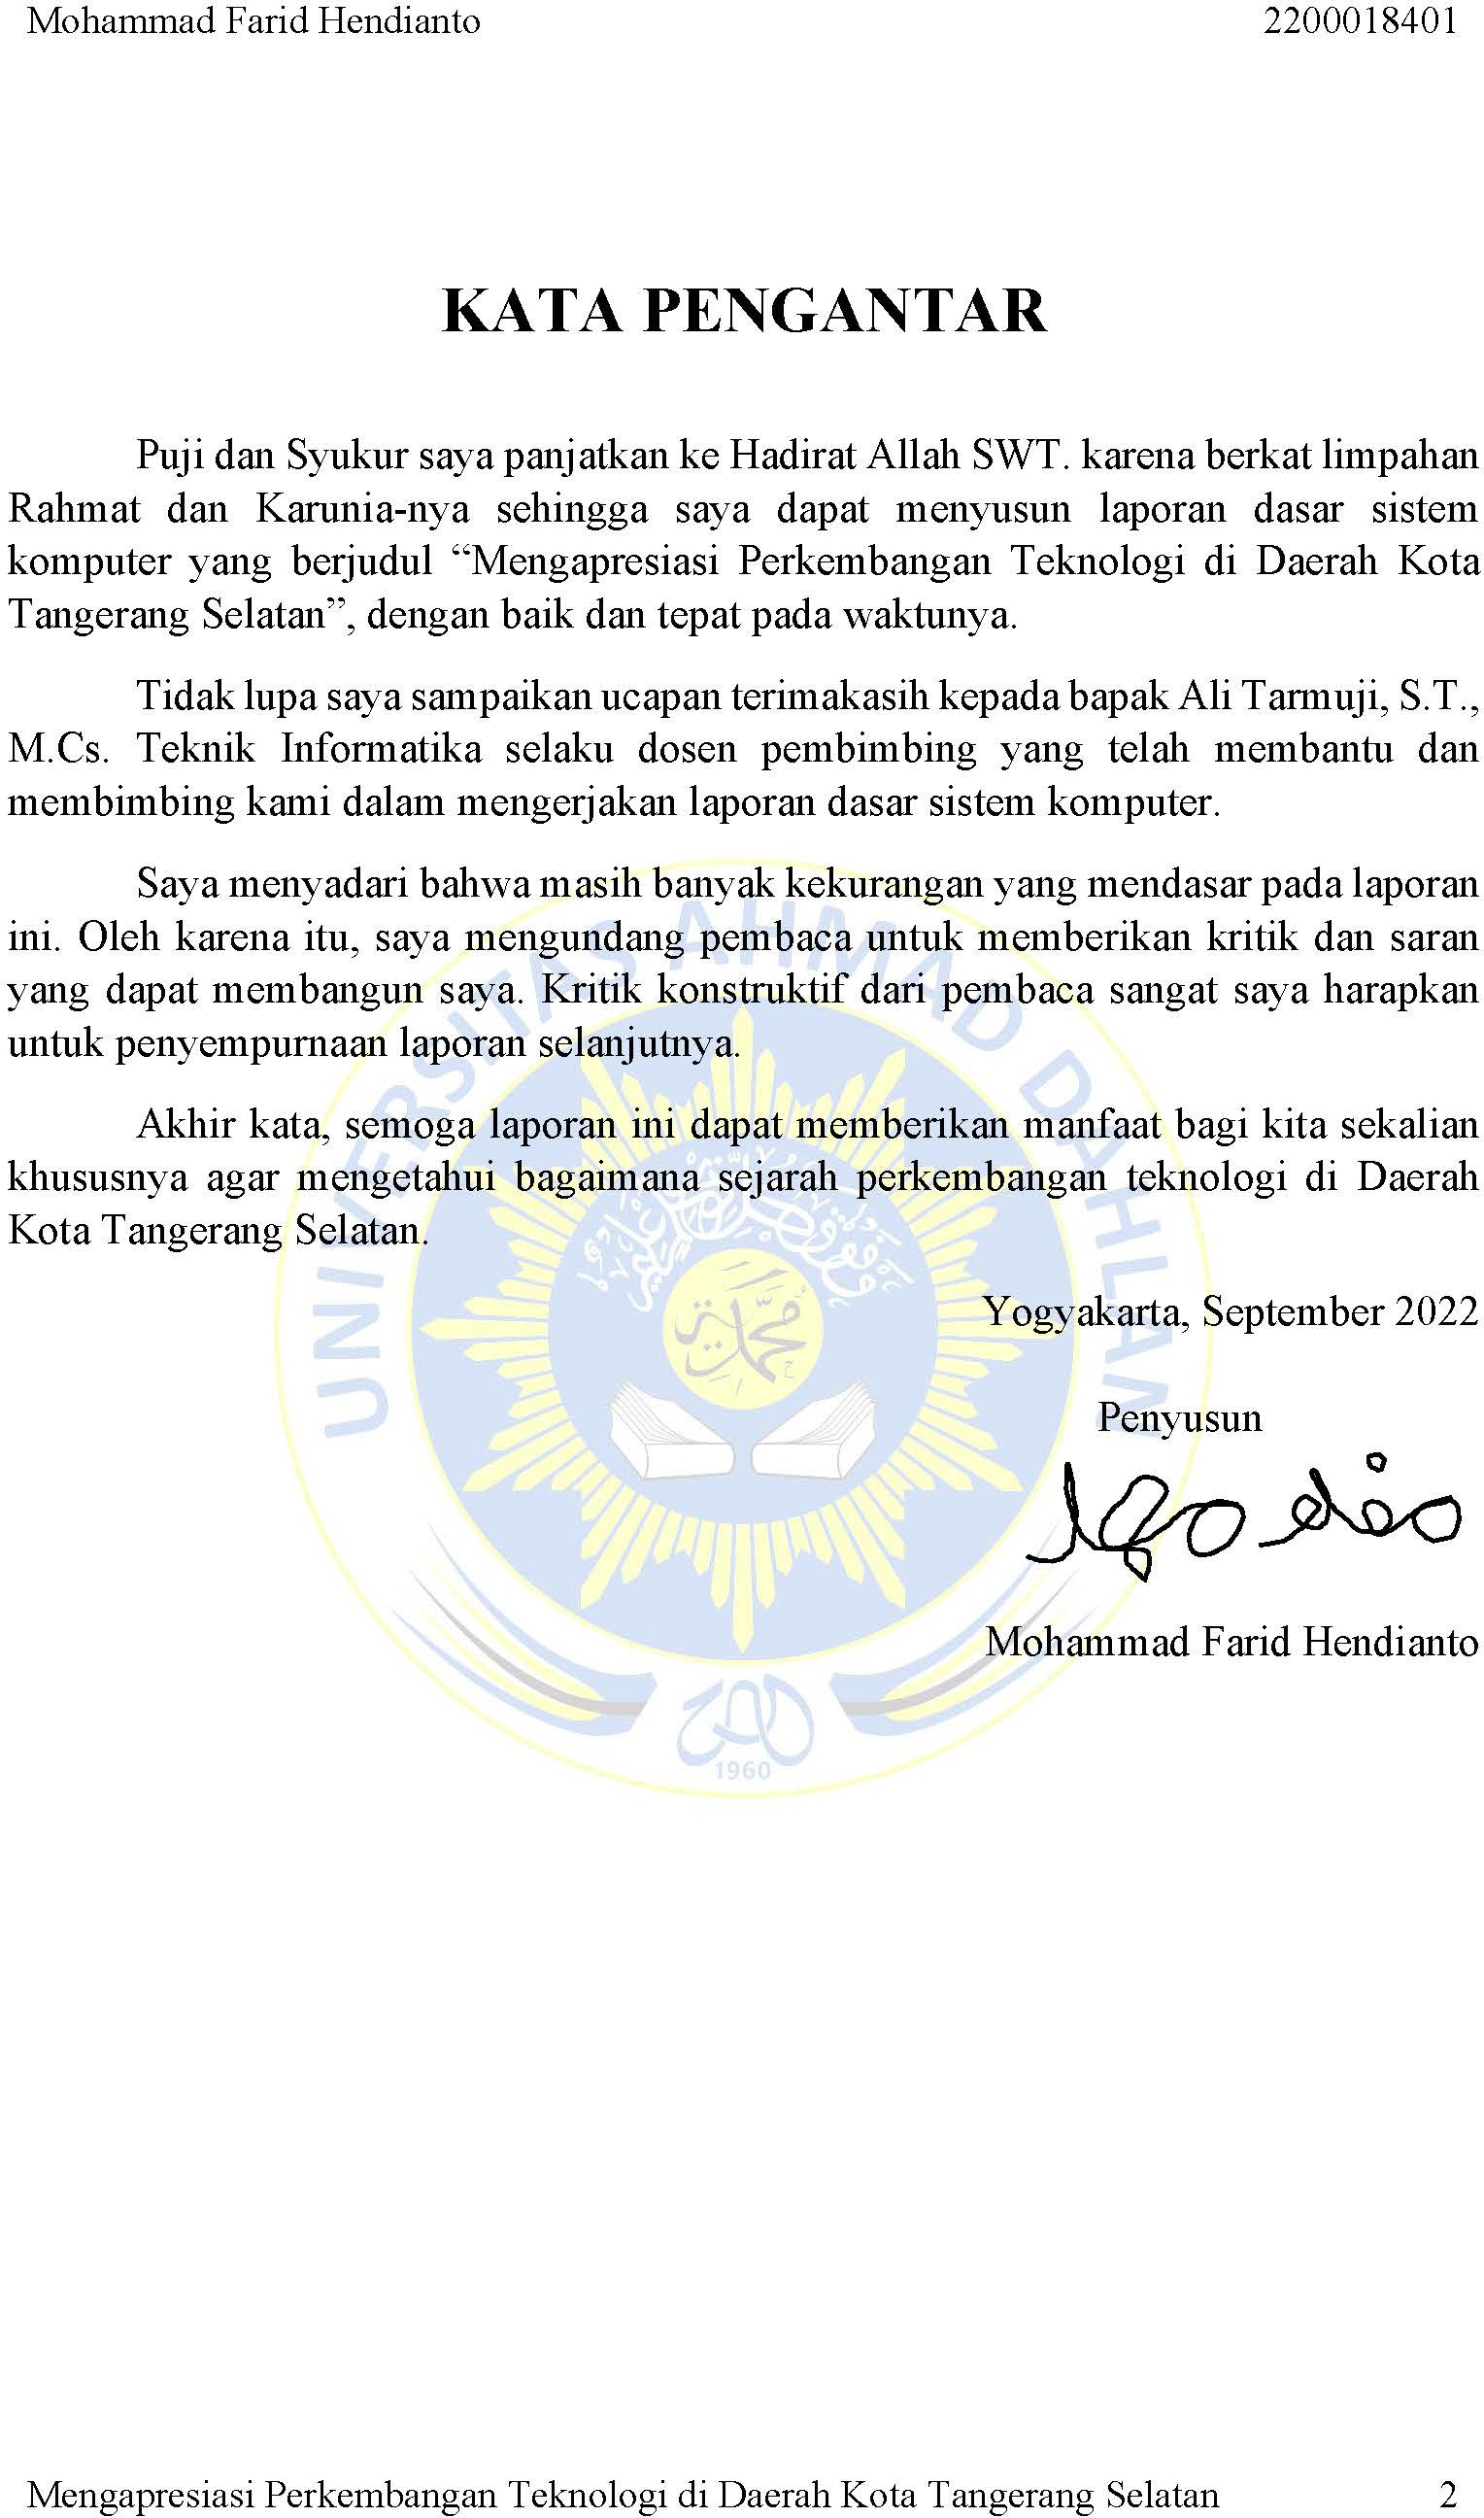 Mohammad Farid Hendianto 2200018401
KATA PENGANTAR
Puji dan Syukur saya panjatkan ke Hadirat Allah SWT. karena berkat limpahan
Rahmat dan Karunia-nya sehingga saya dapat menyusun laporan dasar sistem
komputer yang berjudul “Mengapresiasi Perkembangan Teknologi di Daerah Kota
Tangerang Selatan”, dengan baik dan tepat pada waktunya.
Tidak lupa saya sampaikan ucapan terimakasih kepada bapak Ali Tarmuji, S.T.,
M.Cs. Teknik Informatika selaku dosen pembimbing yang telah membantu dan
membimbing kami dalam mengerjakan laporan dasar sistem komputer.
Saya menyadari bahwa masih banyak kekurangan yang mendasar pada laporan
ini. Oleh karena itu, saya mengundang pembaca untuk memberikan kritik dan saran
yang dapat membangun saya. Kritik konstruktif dari pembaca sangat saya harapkan
untuk penyempurnaan laporan selanjutnya.
Akhir kata, semoga laporan ini dapat memberikan manfaat bagi kita sekalian
khususnya agar mengetahui bagaimana sejarah perkembangan teknologi di Daerah
Kota Tangerang Selatan.
Yogyakarta, September 2022
Penyusun
Mohammad Farid Hendianto
UNIVERSITAS AHMAD DAHLAN
محمدية
1960
Mengapresiasi Perkembangan Teknologi di Daerah Kota Tangerang Selatan 2